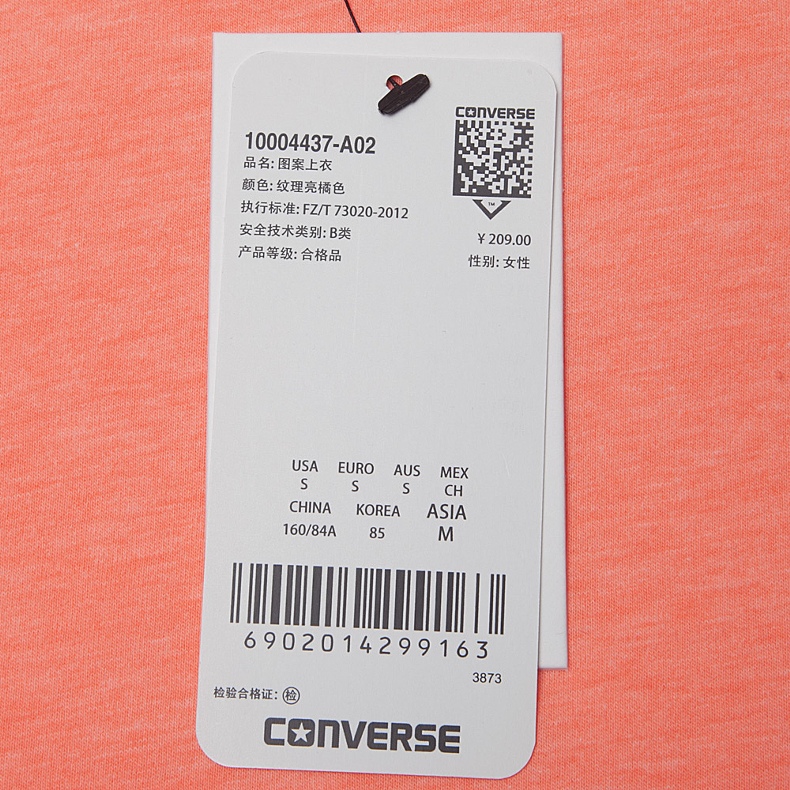 CONVERSE
10004437-A02
品名: 图案上衣
颜色: 纹理亮橘色
执行标准: FZ/T 73020-2012
安全技术类别: B类
产品等级: 合格品
TM
￥209.00
性别: 女性
USA EURO AUS MEX
S S S CH
CHINA KOREA ASIA
160/84A 85 M
6902014299163
3873
检验合格证: 检
CONVERSE